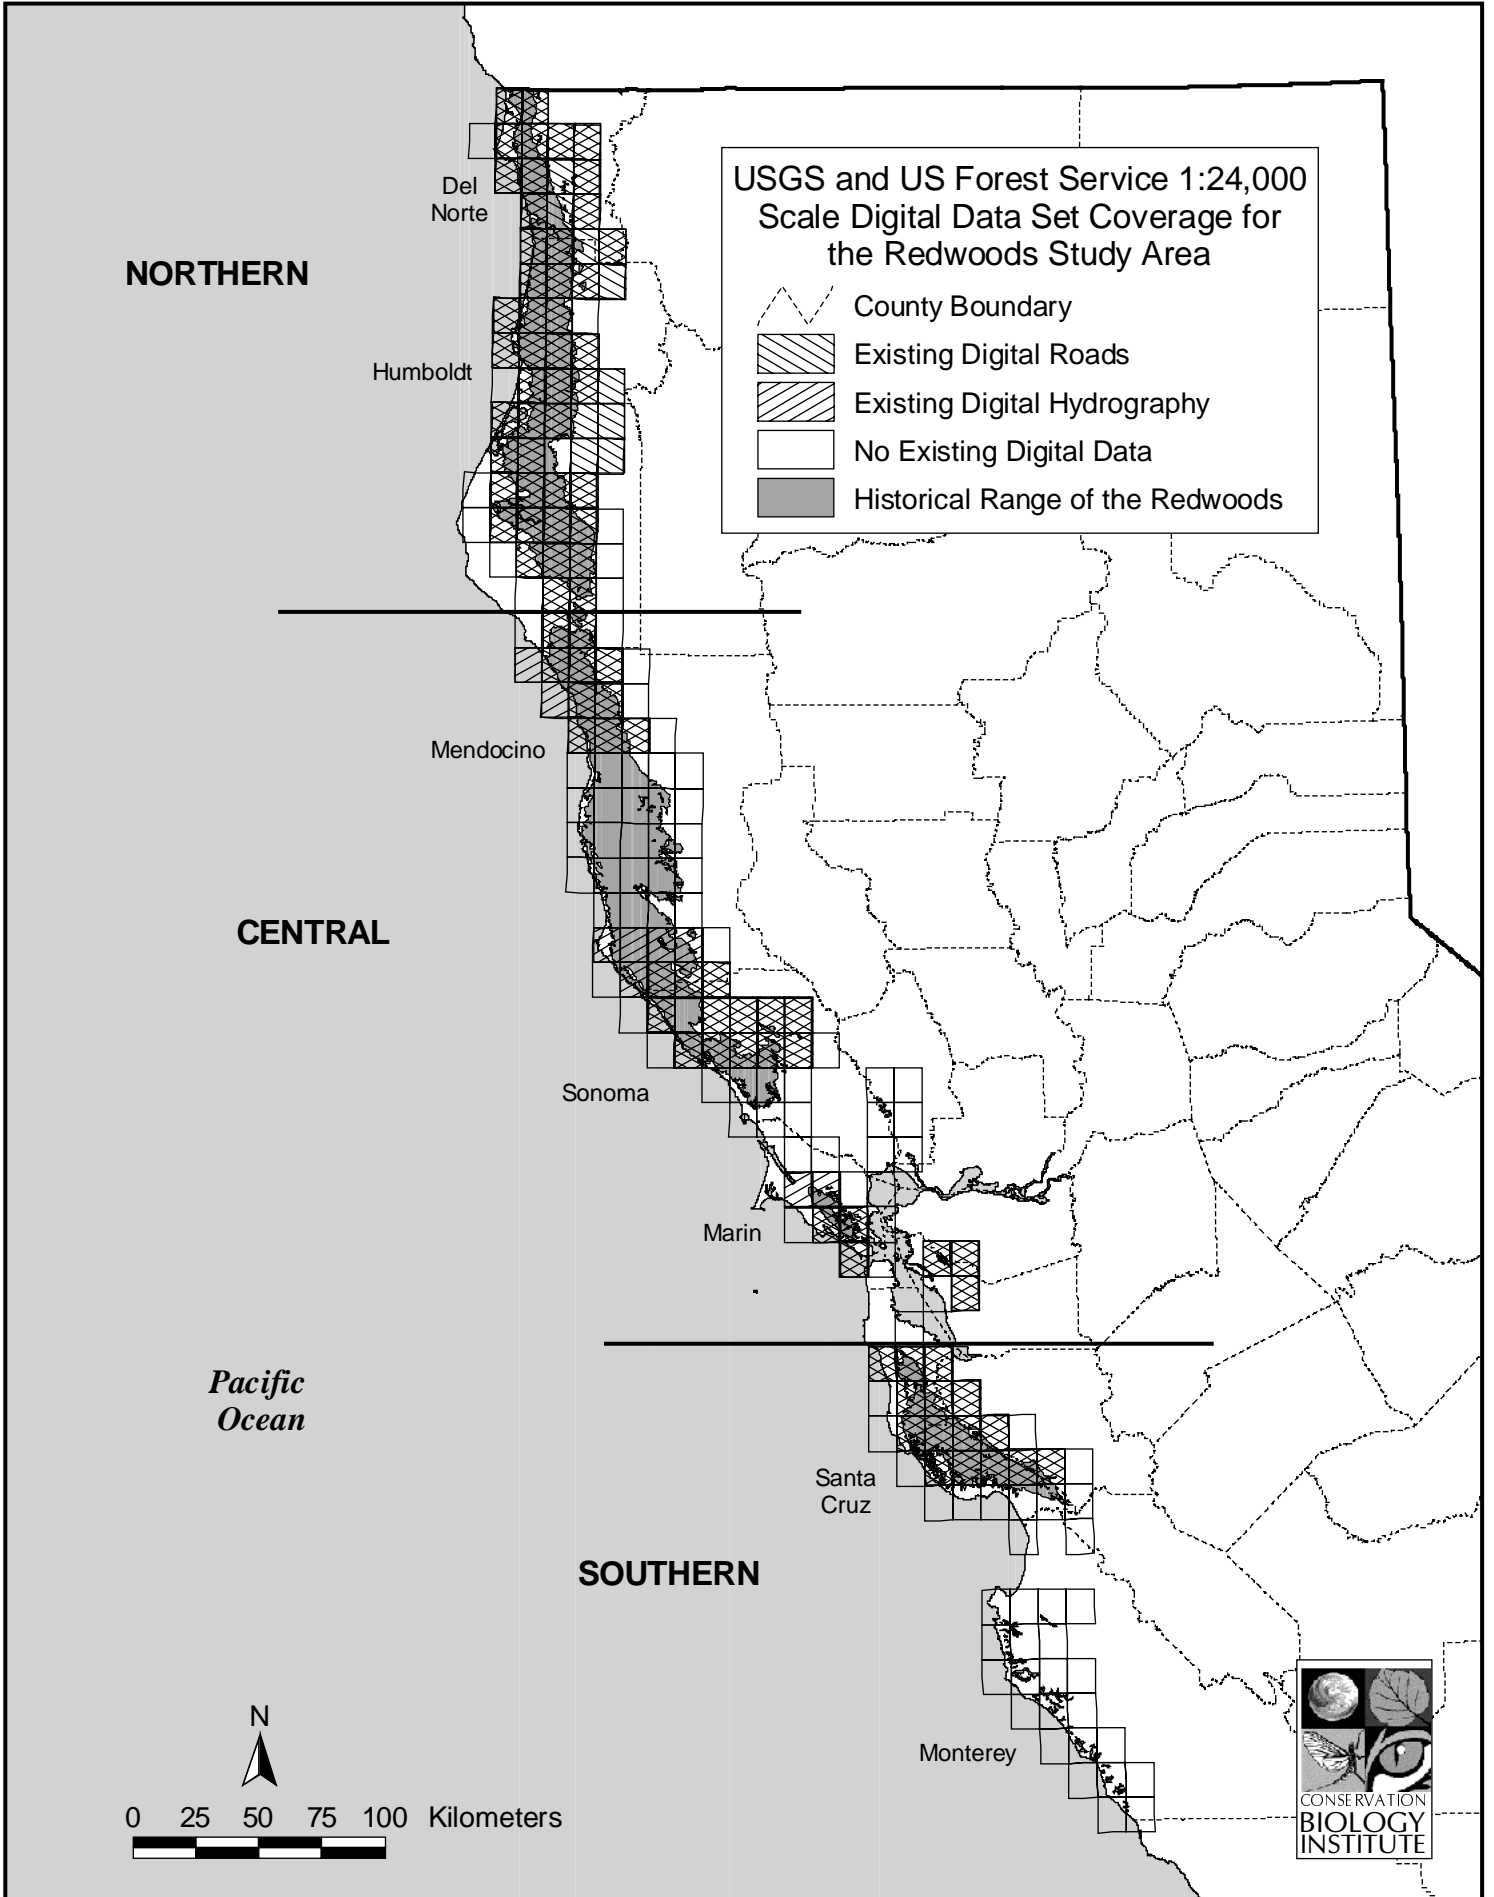 USGS and US Forest Service 1:24,000
Scale Digital Data Set Coverage for
the Redwoods Study Area
County Boundary
Existing Digital Roads
Existing Digital Hydrography
No Existing Digital Data
Historical Range of the Redwoods
Del
Norte
NORTHERN
Humboldt
Mendocino
CENTRAL
Sonoma
Marin
Pacific
Ocean
Santa
Cruz
SOUTHERN
Monterey
N
0 25 50 75 100 Kilometers
CONSERVATION
BIOLOGY
INSTITUTE